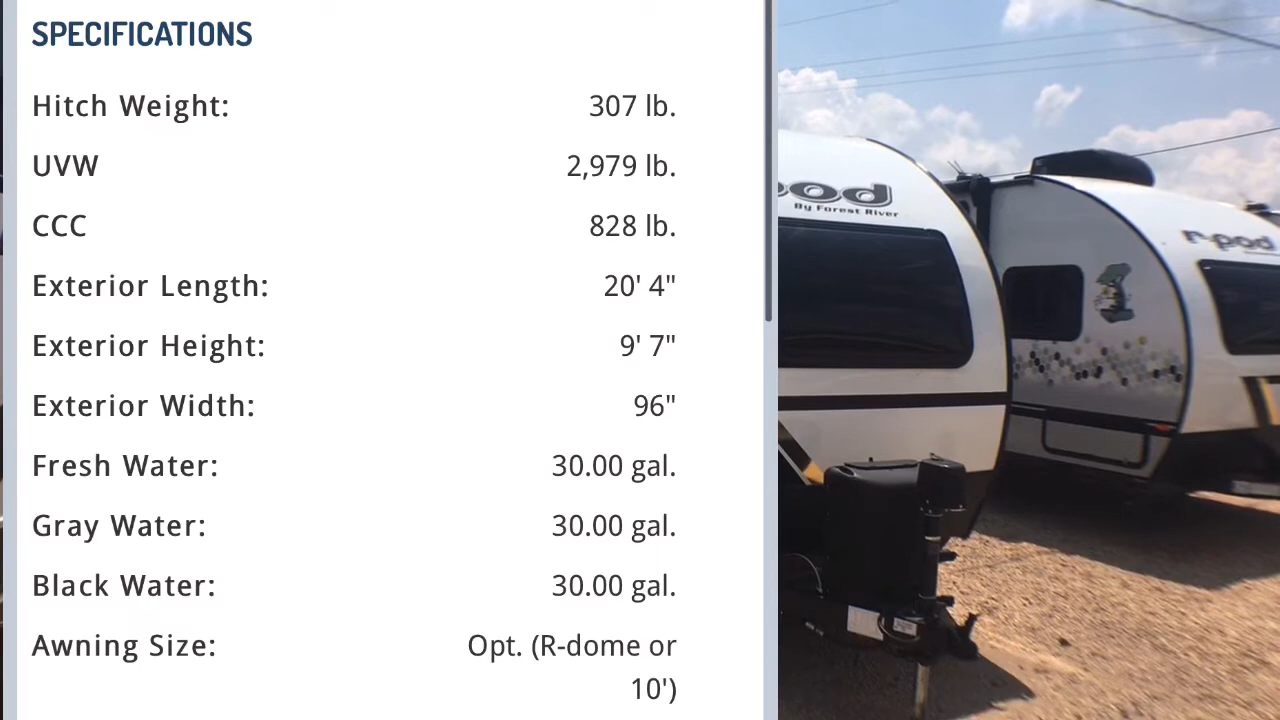 SPECIFICATIONS
Hitch Weight: 307 lb.
UVW 2,979 lb.
CCC 828 lb.
Exterior Length: 20' 4"
Exterior Height: 9' 7"
Exterior Width: 96"
Fresh Water: 30.00 gal.
Gray Water: 30.00 gal.
Black Water: 30.00 gal.
Awning Size: Opt. (R-dome or
10')
pod
By Forest River
r-pod